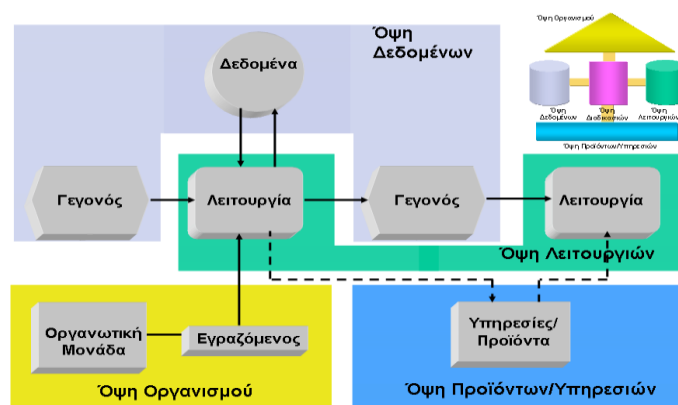 Όψη
Δεδομένων
Δεδομένα
Γεγονός
Λειτουργία
Γεγονός
Λειτουργία
Όψη Λειτουργιών
Οργανωτική
Μονάδα
Εγραζόμενος
Υπηρεσίες/
Προϊόντα
Όψη Οργανισμού
Όψη Προϊόντων/Υπηρεσιών
Όψη Οργανισμού
Όψη
Δεδομένων
Όψη
Διαδικασιών
Όψη
Λειτουργιών
Όψη Προϊόντων/Υπηρεσιών